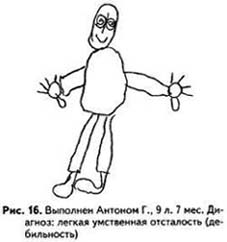 Рис. 16. Выполнен Антоном Г., 9 л. 7 мес. Ди-
агноз: легкая умственная отсталость (де-
бильность)